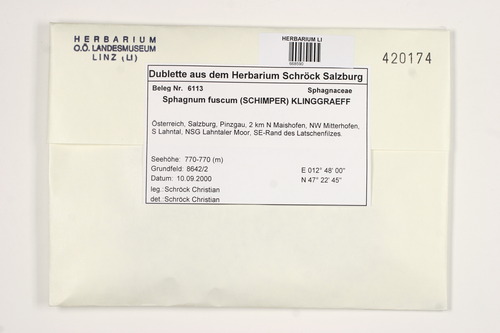 HERBARIUM
O.Ö. LANDESMUSEUM
LINZ (LI)
HERBARIUM LI
420174
Dublette aus dem Herbarium Schröck Salzburg
Beleg Nr. 6113 Sphagnaceae
Sphagnum fuscum (SCHIMPER) KLINGGRAEFF
Österreich, Salzburg, Pinzgau, 2 km N Maishofen, NW Mitterhofen,
S Lahntal, NSG Lahntaler Moor, SE-Rand des Latschenfilzes.
Seehöhe: 770-770 (m)
Grundfeld: 8642/2 E 012° 48' 00"
Datum: 10.09.2000 N 47° 22' 45"
leg.: Schröck Christian
det.: Schröck Christian